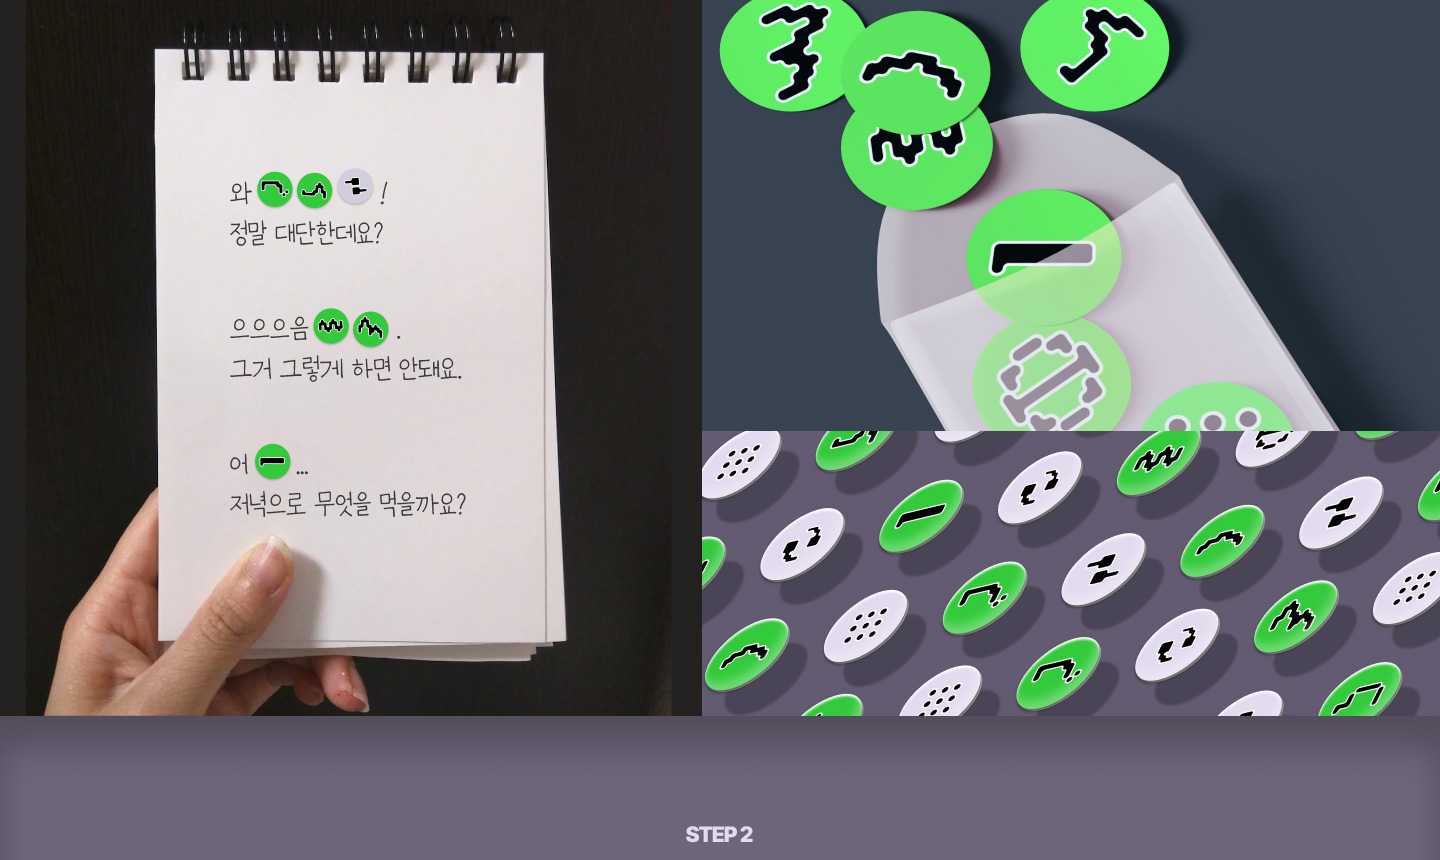 와 !
정말 대단한데요?
으으으음 .
그거 그렇게 하면 안돼요.
어 ...
저녁으로 무엇을 먹을까요?
STEP 2